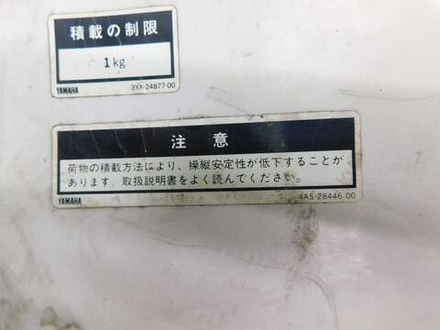 積載の制限
1kg
YAMAHA 3YX-24877-00
注意
荷物の積載方法により、操縦安定性が低下することが
あります。取扱説明書をよく読んでください。
YAMAHA 4AS-28446-00